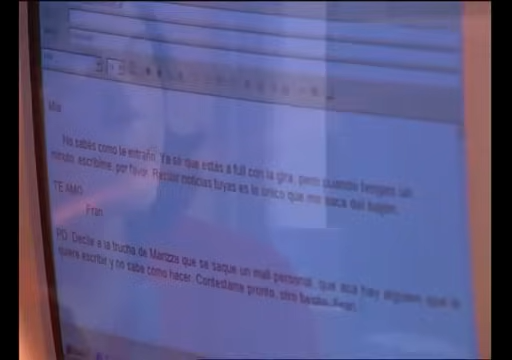 Mia
No sabés como te extraño. Ya se que estás a full con la gira, pero cuando tengas un
minuto, escribime, por favor. Recibir noticias tuyas es lo único que me saca del bajón.
TE AMO
Fran
PD: Decile a la trucha de Marizza que se saque un mail personal, que acá hay alguien que le
quiere escribir y no sabe cómo hacer. Contestame pronto, otro besito, Fran.